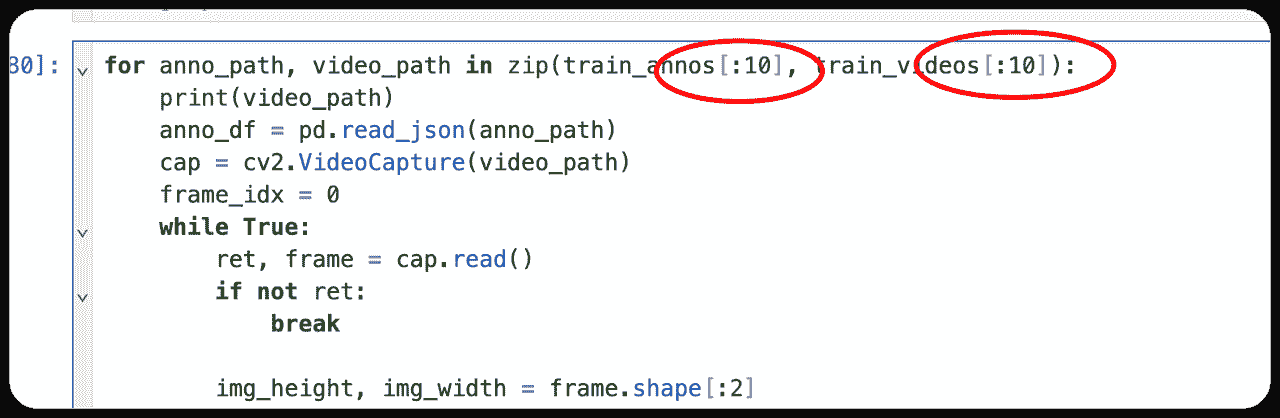 80]: for anno_path, video_path in zip(train_annos[:10], train_videos[:10]):
print(video_path)
anno_df = pd.read_json(anno_path)
cap = cv2.VideoCapture(video_path)
frame_idx = 0
while True:
ret, frame = cap.read()
if not ret:
break
img_height, img_width = frame.shape[:2]